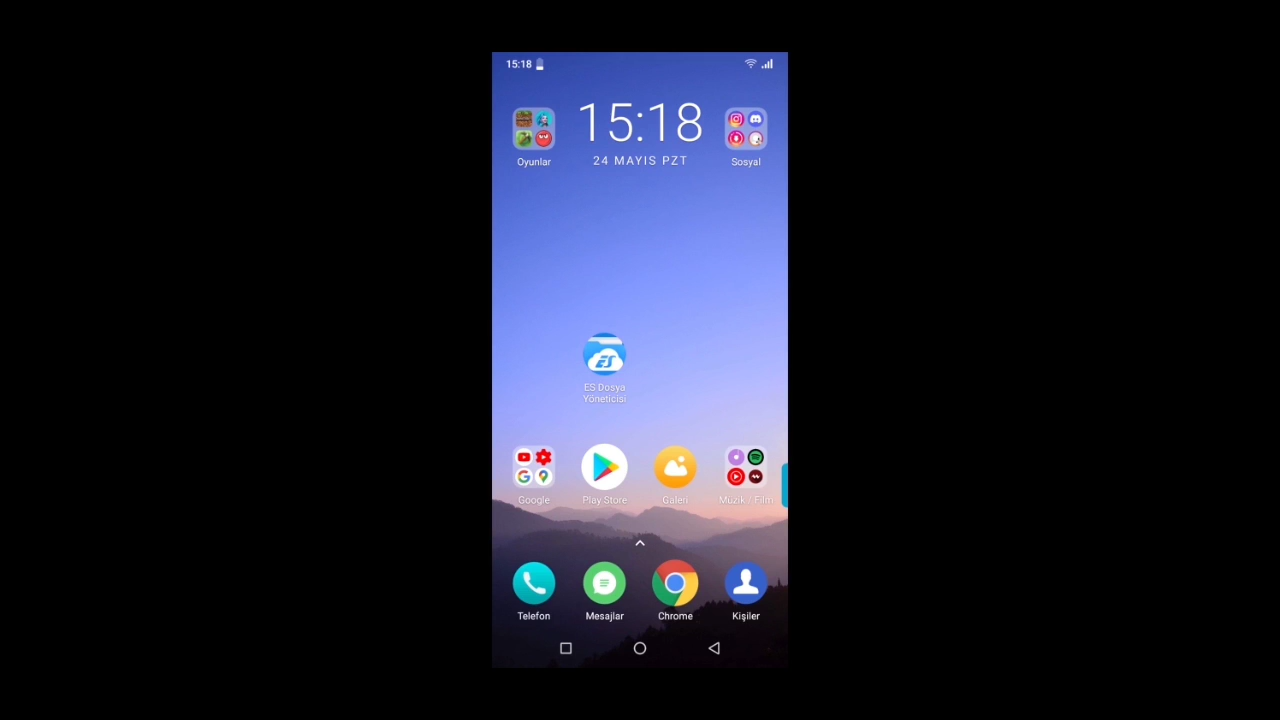 15:18
15:18
24 MAYIS PZT
Oyunlar
Sosyal
ES
ES Dosya
Yöneticisi
Google
Play Store
Galeri
Müzik / Film
Telefon
Mesajlar
Chrome
Kişiler